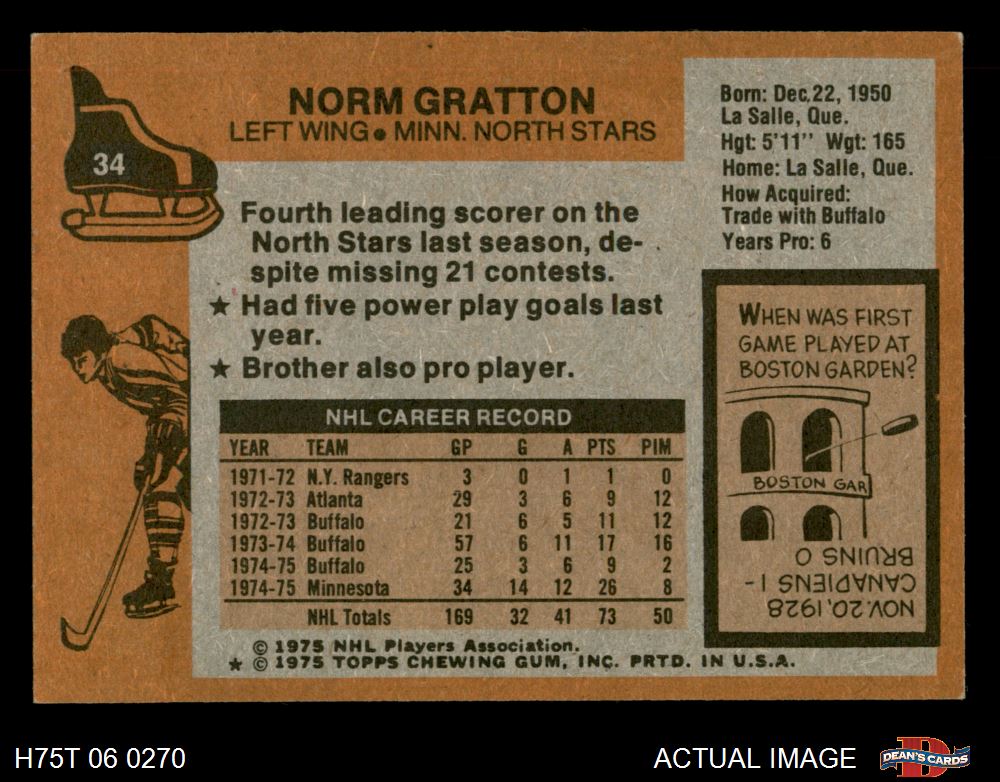 NORM GRATTON
LEFT WING • MINN. NORTH STARS
34
Born: Dec. 22, 1950
La Salle, Que.
Hgt: 5'11'' Wgt: 165
Home: La Salle, Que.
How Acquired:
Trade with Buffalo
Years Pro: 6
Fourth leading scorer on the
North Stars last season, de-
spite missing 21 contests.
★ Had five power play goals last
year.
★ Brother also pro player.
NHL CAREER RECORD
YEAR TEAM GP G A PTS PIM
1971-72 N.Y. Rangers 3 0 1 1 0
1972-73 Atlanta 29 3 6 9 12
1972-73 Buffalo 21 6 5 11 12
1973-74 Buffalo 57 6 11 17 16
1974-75 Buffalo 25 3 6 9 2
1974-75 Minnesota 34 14 12 26 8
NHL Totals 169 32 41 73 50
© 1975 NHL Players Association.
★ © 1975 TOPPS CHEWING GUM, INC. PRTD. IN U.S.A.
WHEN WAS FIRST
GAME PLAYED AT
BOSTON GARDEN?
BOSTON GAR
NOV. 20, 1928
CANADIENS 1-
BRUINS 0
H75T 06 0270
ACTUAL IMAGE
D
DEAN'S CARDS